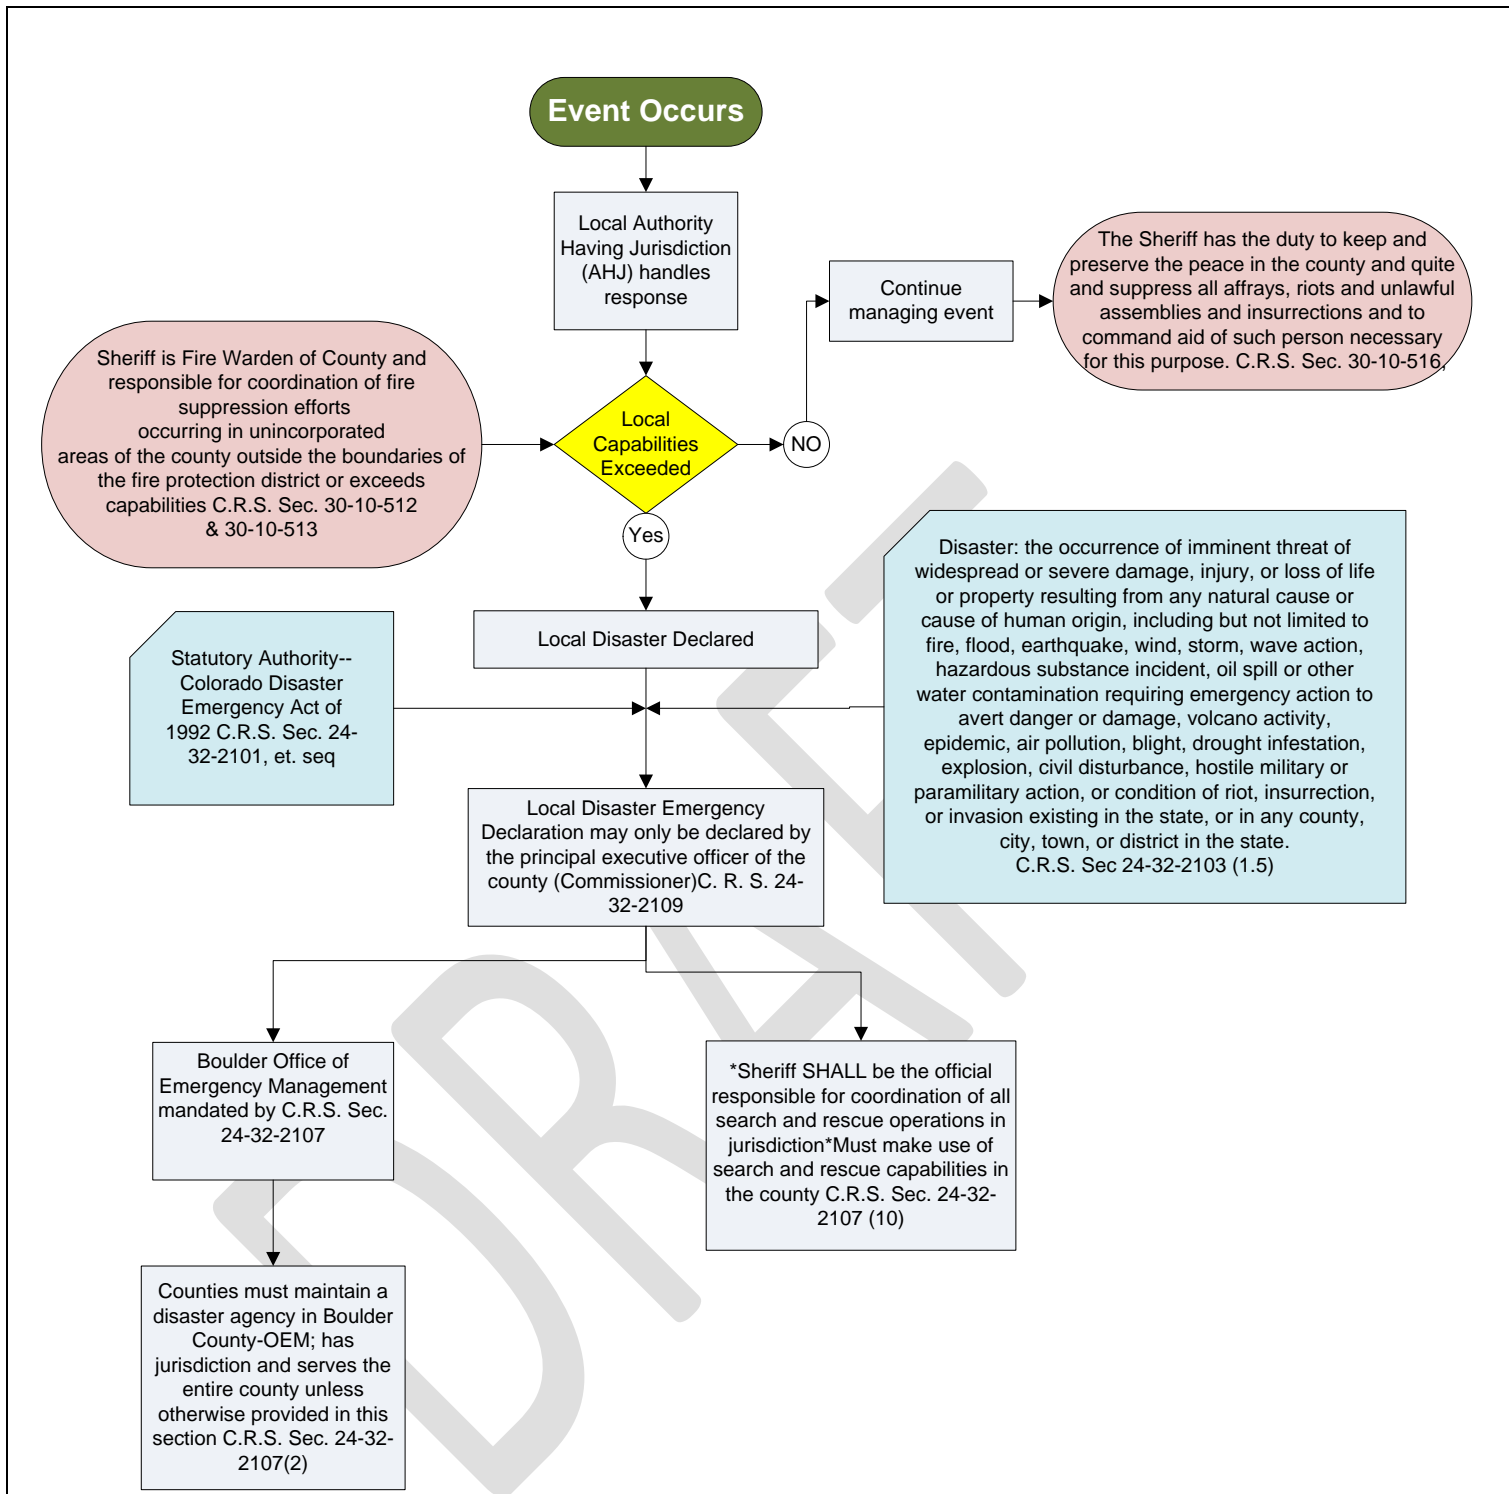 Event Occurs
Local Authority
Having Jurisdiction
(AHJ) handles
response
Continue
managing event
The Sheriff has the duty to keep and
preserve the peace in the county and quite
and suppress all affrays, riots and unlawful
assemblies and insurrections and to
command aid of such person necessary
for this purpose. C.R.S. Sec. 30-10-516,
Sheriff is Fire Warden of County and
responsible for coordination of fire
suppression efforts
occurring in unincorporated
areas of the county outside the boundaries of
the fire protection district or exceeds
capabilities C.R.S. Sec. 30-10-512
& 30-10-513
Local
Capabilities
Exceeded
NO
Yes
Local Disaster Declared
Disaster: the occurrence of imminent threat of
widespread or severe damage, injury, or loss of life
or property resulting from any natural cause or
cause of human origin, including but not limited to
fire, flood, earthquake, wind, storm, wave action,
hazardous substance incident, oil spill or other
water contamination requiring emergency action to
avert danger or damage, volcano activity,
epidemic, air pollution, blight, drought infestation,
explosion, civil disturbance, hostile military or
paramilitary action, or condition of riot, insurrection,
or invasion existing in the state, or in any county,
city, town, or district in the state.
C.R.S. Sec 24-32-2103 (1.5)
Statutory Authority--
Colorado Disaster
Emergency Act of
1992 C.R.S. Sec. 24-
32-2101, et. seq
Local Disaster Emergency
Declaration may only be declared by
the principal executive officer of the
county (Commissioner)C. R. S. 24-
32-2109
Boulder Office of
Emergency Management
mandated by C.R.S. Sec.
24-32-2107
*Sheriff SHALL be the official
responsible for coordination of all
search and rescue operations in
jurisdiction*Must make use of
search and rescue capabilities in
the county C.R.S. Sec. 24-32-
2107 (10)
Counties must maintain a
disaster agency in Boulder
County-OEM; has
jurisdiction and serves the
entire county unless
otherwise provided in this
section C.R.S. Sec. 24-32-
2107(2)
DRAFT